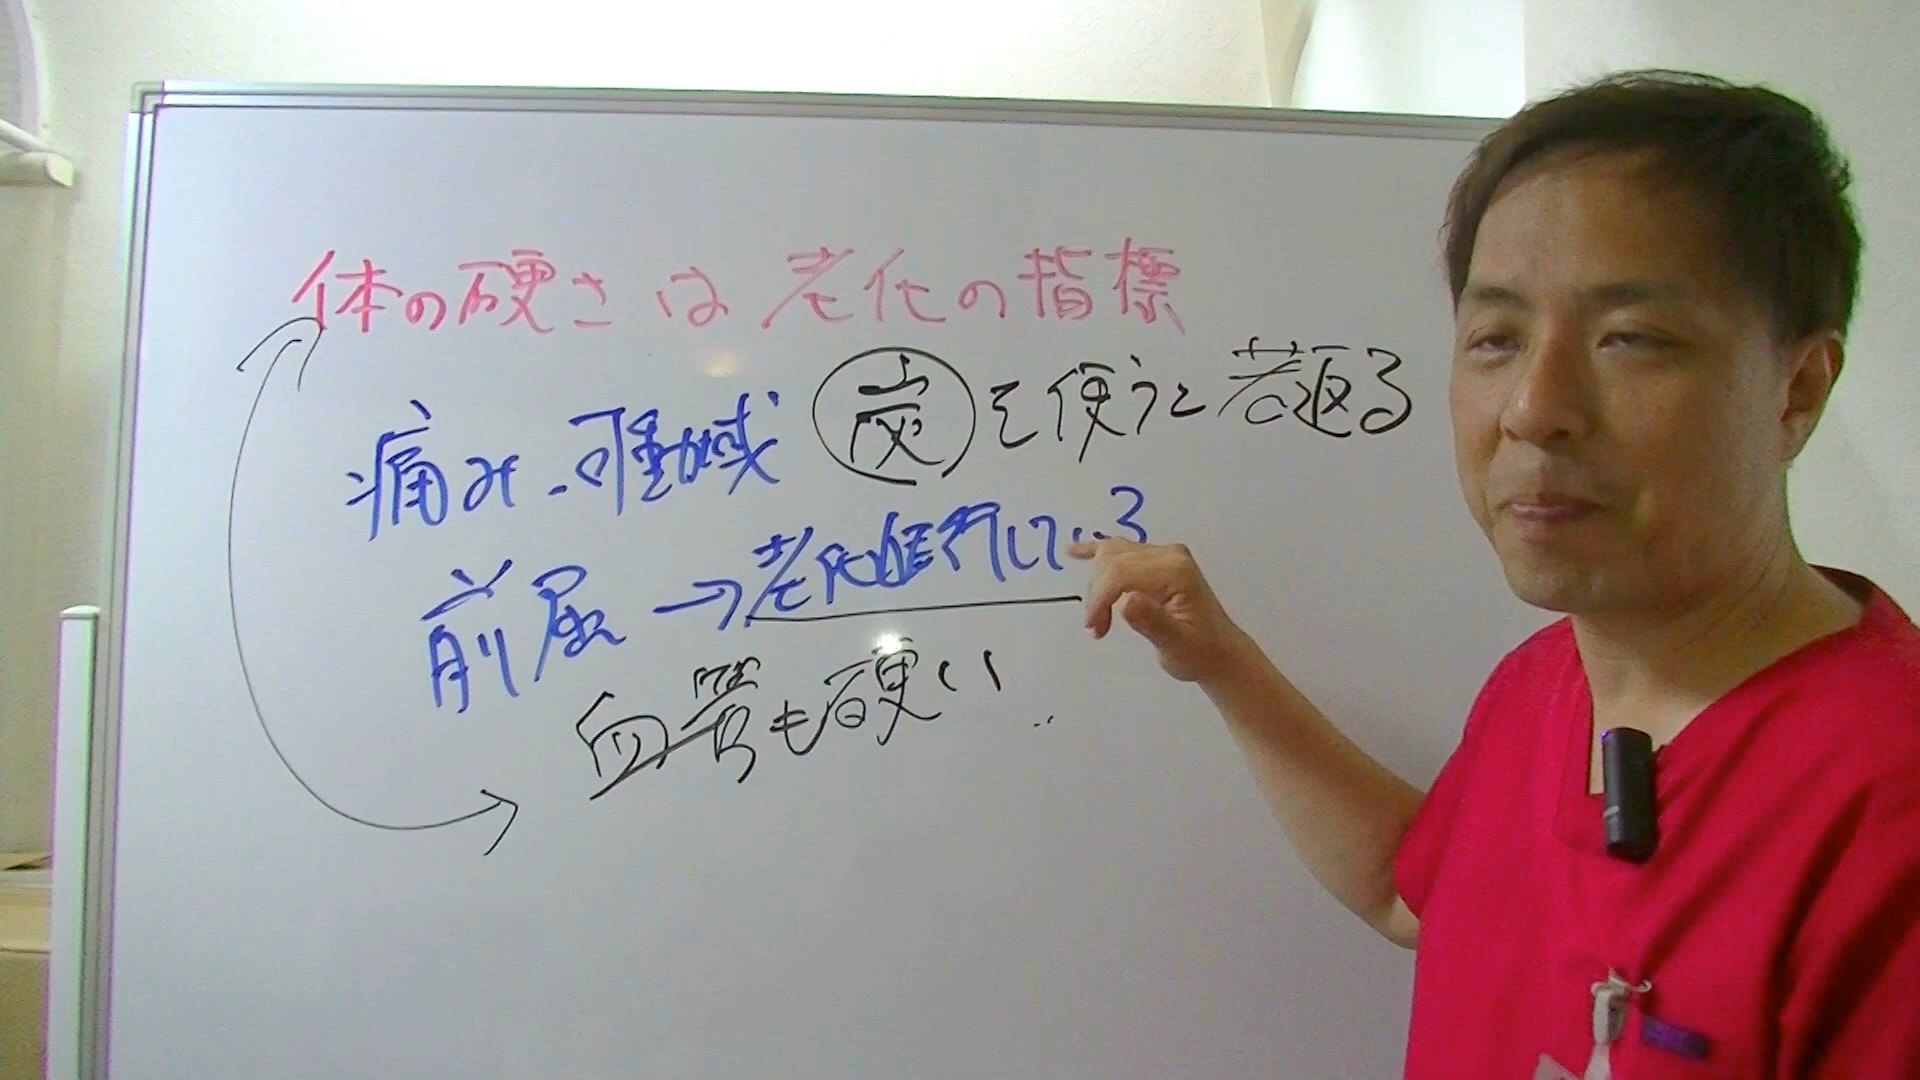 体の硬さは老化の指標
痛み、可動域
炭を使うと若返る
前屈→老化進行している
血管も硬い